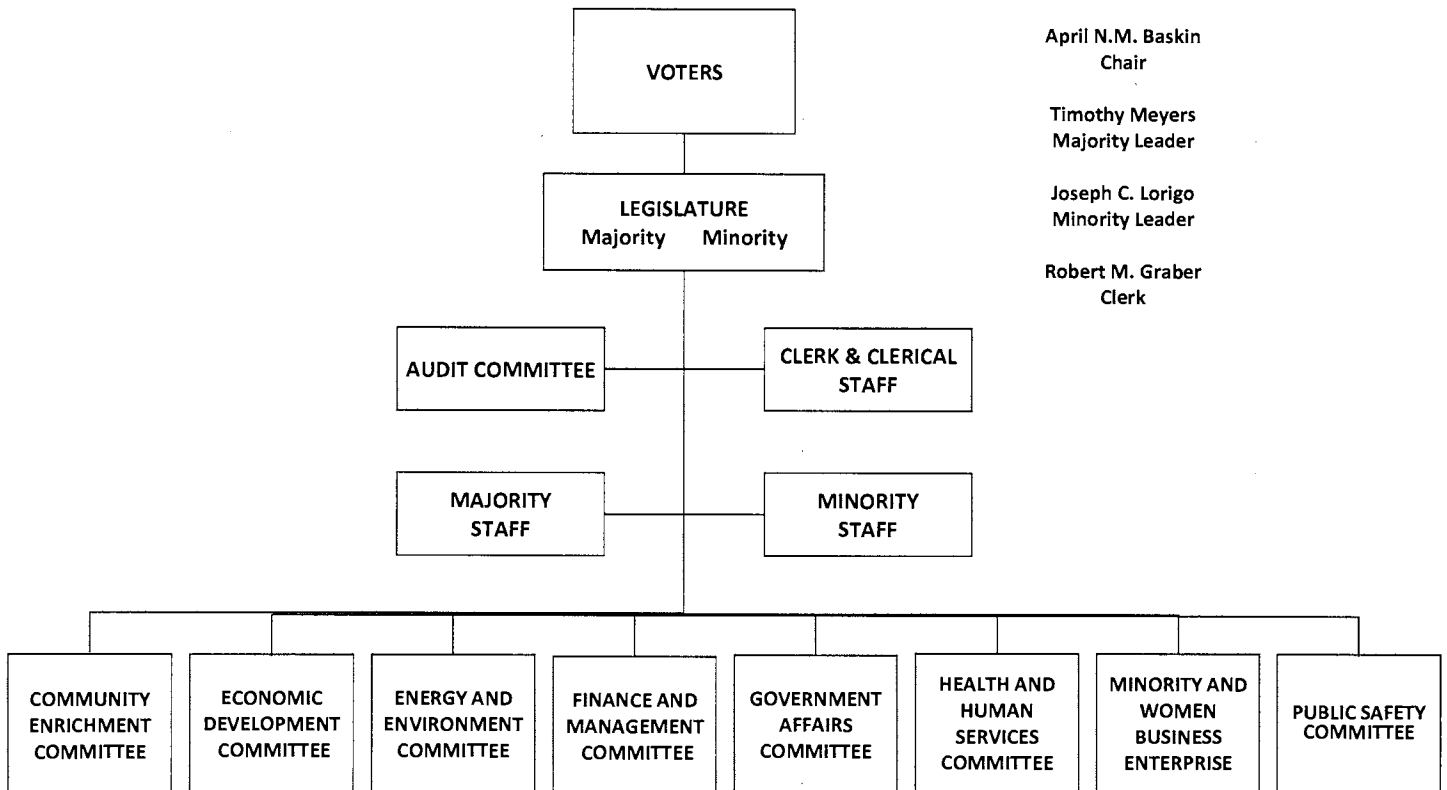 VOTERS
April N.M. Baskin
Chair
Timothy Meyers
Majority Leader
Joseph C. Lorigo
Minority Leader
Robert M. Graber
Clerk
LEGISLATURE
Majority Minority
AUDIT COMMITTEE
CLERK & CLERICAL
STAFF
MAJORITY
STAFF
MINORITY
STAFF
COMMUNITY
ENRICHMENT
COMMITTEE
ECONOMIC
DEVELOPMENT
COMMITTEE
ENERGY AND
ENVIRONMENT
COMMITTEE
FINANCE AND
MANAGEMENT
COMMITTEE
GOVERNMENT
AFFAIRS
COMMITTEE
HEALTH AND
HUMAN
SERVICES
COMMITTEE
MINORITY AND
WOMEN
BUSINESS
ENTERPRISE
PUBLIC SAFETY
COMMITTEE